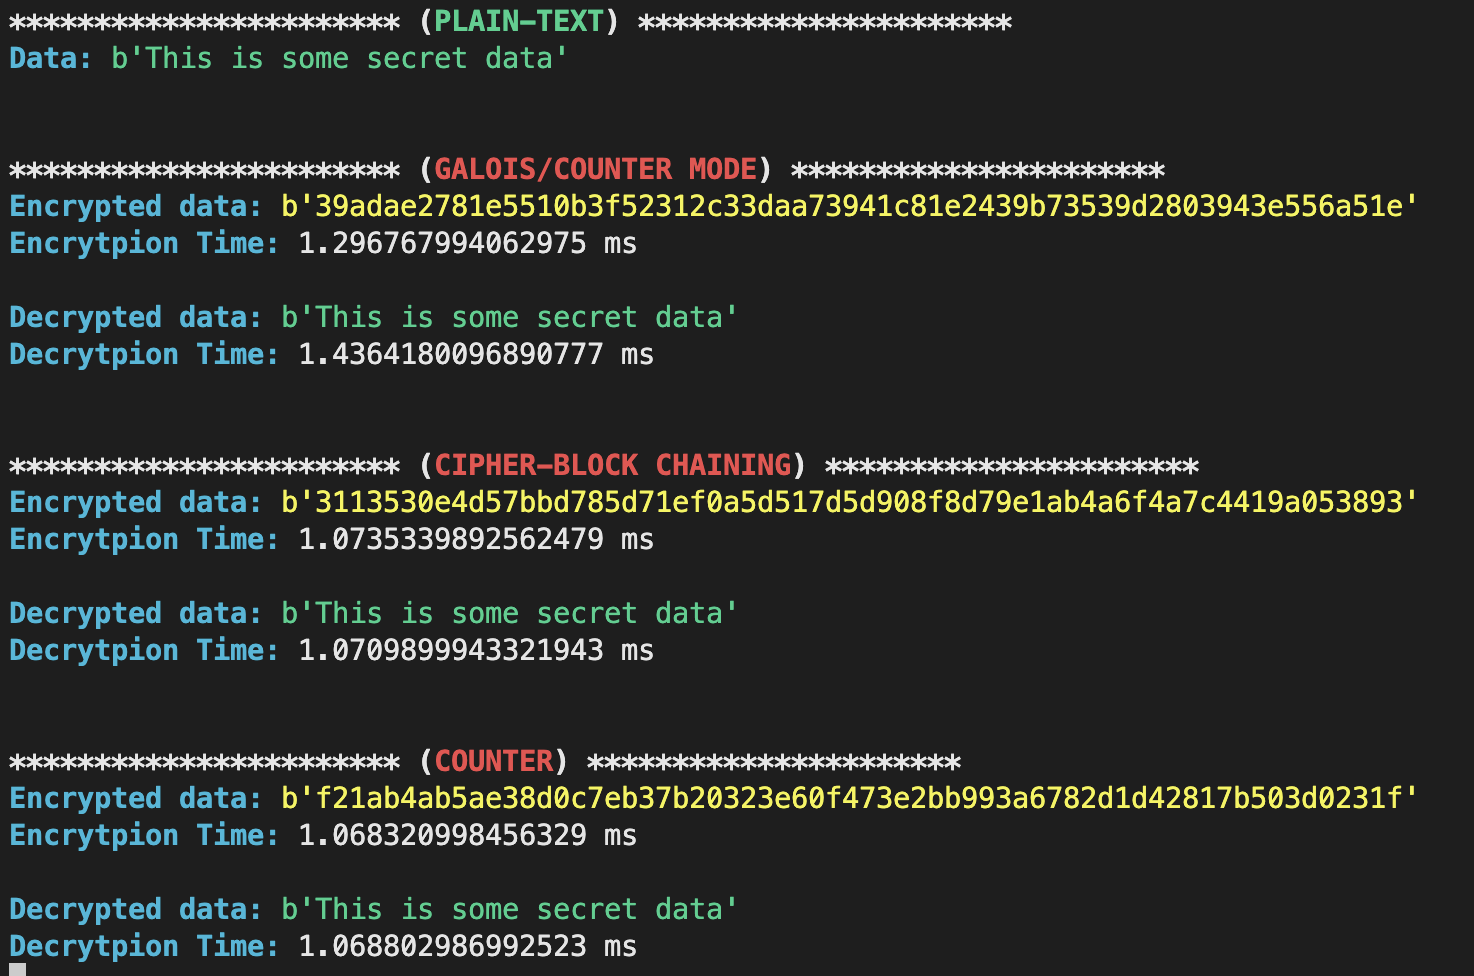 *********************** (PLAIN-TEXT) **********************
Data: b'This is some secret data'
*********************** (GALOIS/COUNTER MODE) **********************
Encrypted data: b'39adae2781e5510b3f52312c33daa73941c81e2439b73539d2803943e556a51e'
Encrytpion Time: 1.296767994062975 ms
Decrypted data: b'This is some secret data'
Decrytpion Time: 1.4364180096890777 ms
*********************** (CIPHER-BLOCK CHAINING) **********************
Encrypted data: b'3113530e4d57bbd785d71ef0a5d517d5d908f8d79e1ab4a6f4a7c4419a053893'
Encrytpion Time: 1.0735339892562479 ms
Decrypted data: b'This is some secret data'
Decrytpion Time: 1.0709899943321943 ms
*********************** (COUNTER) **********************
Encrypted data: b'f21ab4ab5ae38d0c7eb37b20323e60f473e2bb993a6782d1d42817b503d0231f'
Encrytpion Time: 1.068320998456329 ms
Decrypted data: b'This is some secret data'
Decrytpion Time: 1.068802986992523 ms